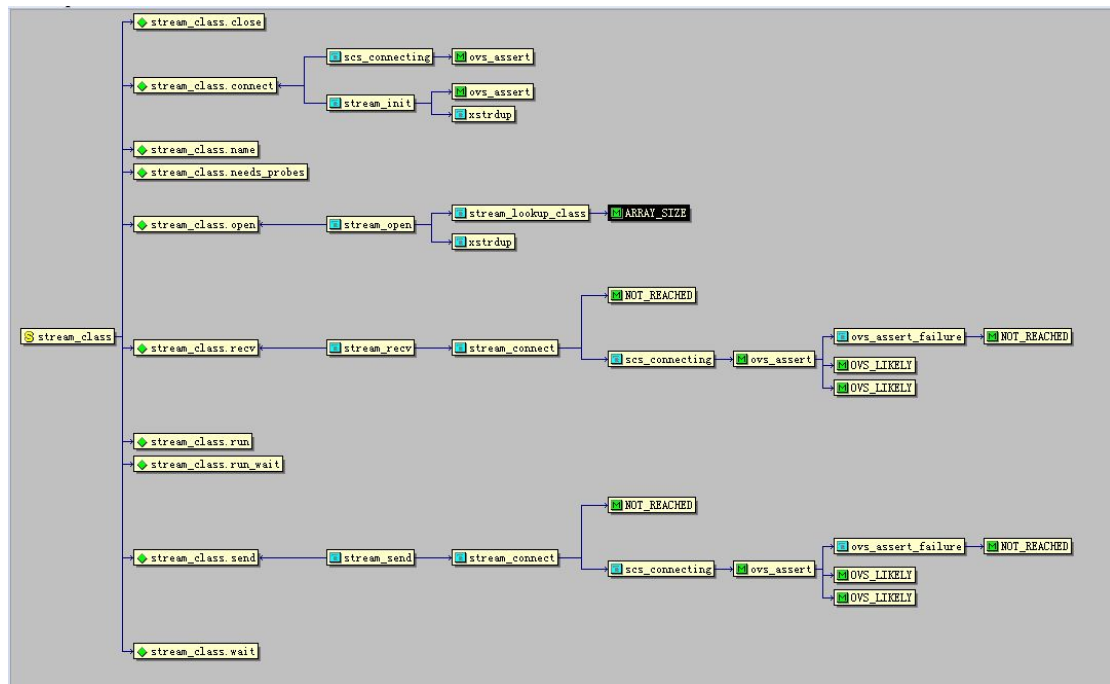 stream_class.close
scs_connecting
ovs_assert
stream_class.connect
stream_init
ovs_assert
xstrdup
stream_class.name
stream_class.needs_probes
stream_class.open
stream_open
stream_lookup_class
ARRAY_SIZE
xstrdup
NOT_REACHED
stream_class
stream_class.recv
stream_recv
stream_connect
scs_connecting
ovs_assert
ovs_assert_failure
NOT_REACHED
OVS_LIKELY
OVS_LIKELY
stream_class.run
stream_class.run_wait
NOT_REACHED
stream_class.send
stream_send
stream_connect
scs_connecting
ovs_assert
ovs_assert_failure
NOT_REACHED
OVS_LIKELY
OVS_LIKELY
stream_class.wait